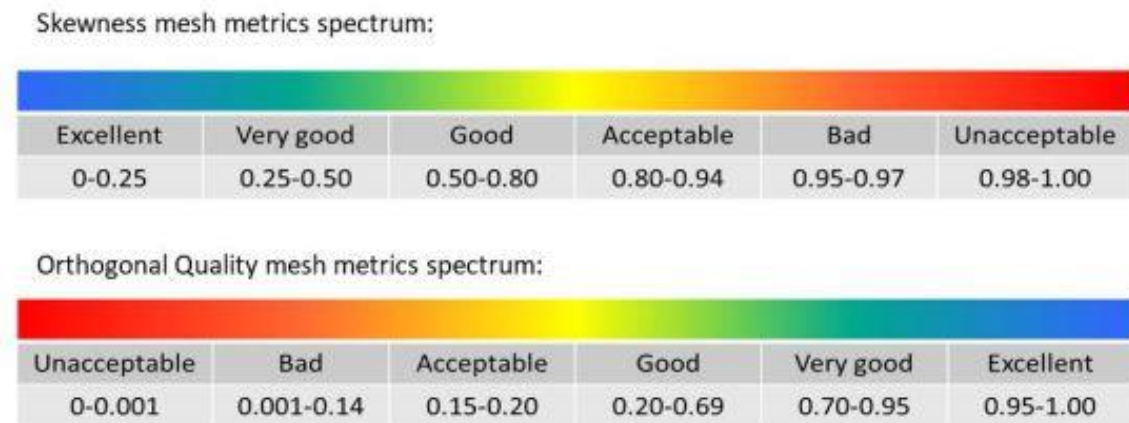 Skewness mesh metrics spectrum:
Excellent Very good Good Acceptable Bad Unacceptable
0-0.25 0.25-0.50 0.50-0.80 0.80-0.94 0.95-0.97 0.98-1.00
Orthogonal Quality mesh metrics spectrum:
Unacceptable Bad Acceptable Good Very good Excellent
0-0.001 0.001-0.14 0.15-0.20 0.20-0.69 0.70-0.95 0.95-1.00